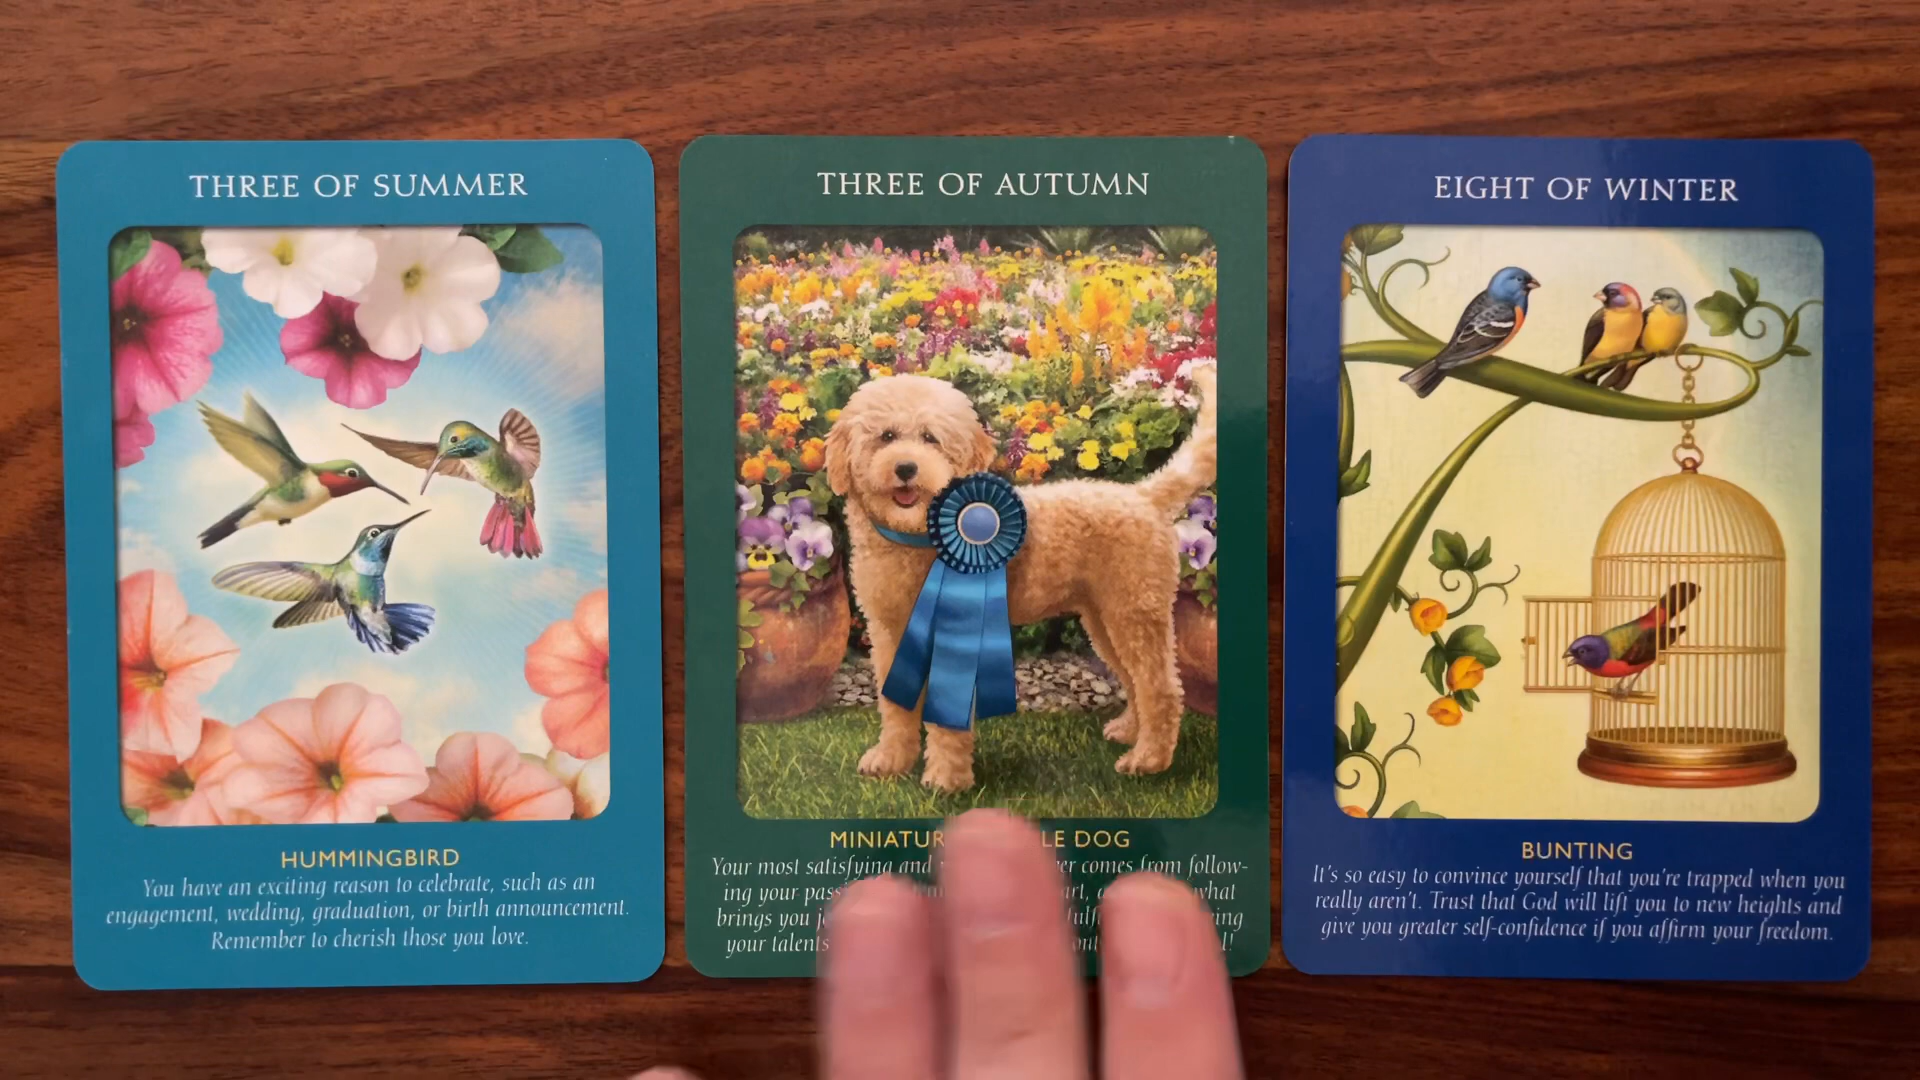 THREE OF SUMMER
HUMMINGBIRD
You have an exciting reason to celebrate, such as an
engagement, wedding, graduation, or birth announcement.
Remember to cherish those you love.
THREE OF AUTUMN
DOG
Your most satisfying and comes from follow-
ing your what
brings you
your talents
EIGHT OF WINTER
BUNTING
It's so easy to convince yourself that you're trapped when you
really aren't. Trust that God will lift you to new heights and
give you greater self-confidence if you affirm your freedom.